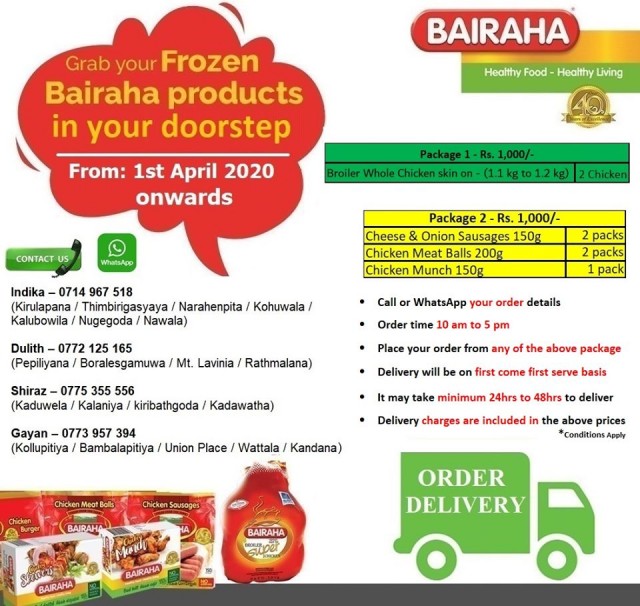 Grab your Frozen
Bairaha products
in your doorstep
From: 1st April 2020
onwards
BAIRAHA
Healthy Food - Healthy Living
40
Package 1 - Rs. 1,000/-
Broiler Whole Chicken skin on - (1.1 kg to 1.2 kg) 2 Chicken
Package 2 - Rs. 1,000/-
Cheese & Onion Sausages 150g 2 packs
Chicken Meat Balls 200g 2 packs
Chicken Munch 150g 1 pack
CONTACT US
WhatsApp
Indika – 0714 967 518
(Kirulapana / Thimbirigasyaya / Narahenpita / Kohuwala /
Kalubowila / Nugegoda / Nawala)
Dulith – 0772 125 165
(Pepiliyana / Boralesgamuwa / Mt. Lavinia / Rathmalana)
Shiraz – 0775 355 556
(Kaduwela / Kalaniya / kiribathgoda / Kadawatha)
Gayan – 0773 957 394
(Kollupitiya / Bambalapitiya / Union Place / Wattala / Kandana)
• Call or WhatsApp your order details
• Order time 10 am to 5 pm
• Place your order from any of the above package
• Delivery will be on first come first serve basis
• It may take minimum 24hrs to 48hrs to deliver
• Delivery charges are included in the above prices
*Conditions Apply
ORDER
DELIVERY
Chicken Burger
Chicken Meat Balls
Chicken Sausages
BAIRAHA
Munch
BAIRAHA
BAIRAHA
BROILER
Super
CHICKEN